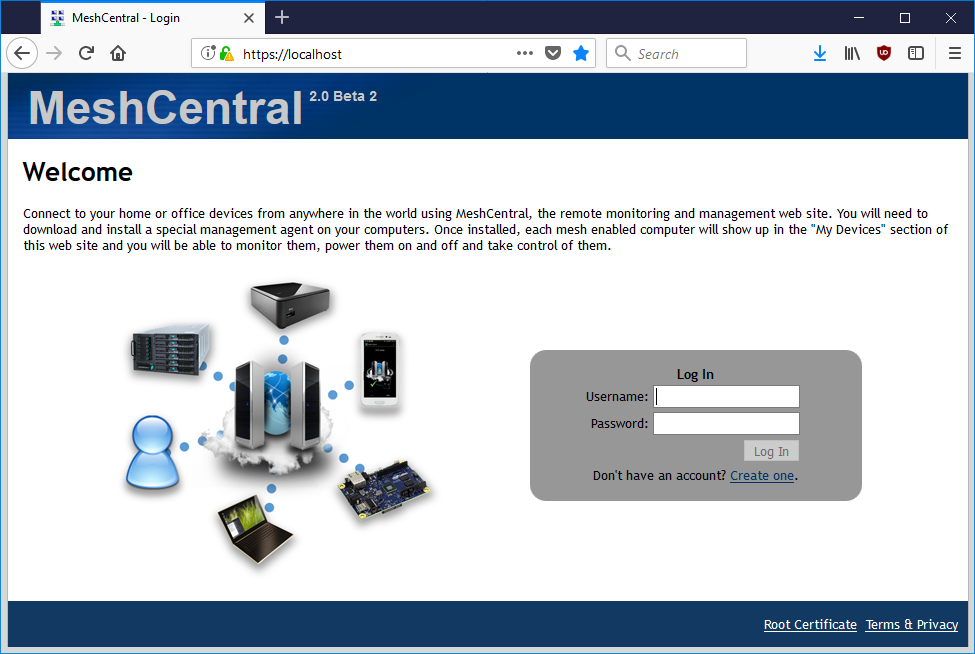 MeshCentral - Login
https://localhost
Search
MeshCentral 2.0 Beta 2
Welcome
Connect to your home or office devices from anywhere in the world using MeshCentral, the remote monitoring and management web site. You will need to
download and install a special management agent on your computers. Once installed, each mesh enabled computer will show up in the "My Devices" section of
this web site and you will be able to monitor them, power them on and off and take control of them.
Log In
Username:
Password:
Log In
Don't have an account? Create one.
Root Certificate Terms & Privacy